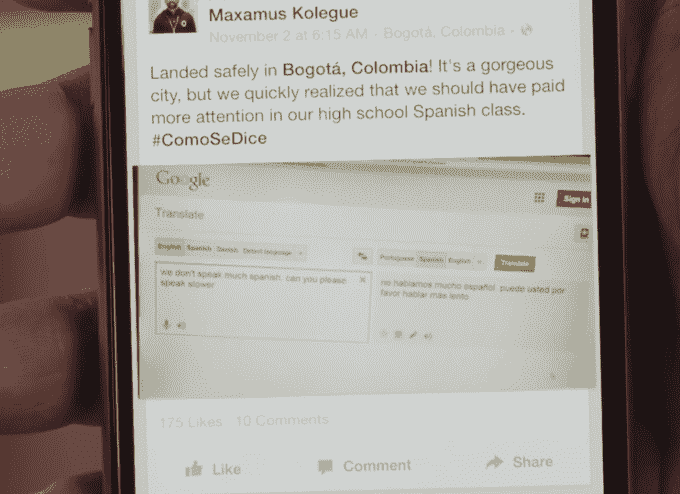 Maxamus Kolegue
November 2 at 6:15 AM · Bogotá, Colombia ·
Landed safely in Bogotá, Colombia! It's a gorgeous
city, but we quickly realized that we should have paid
more attention in our high school Spanish class.
#ComoSeDice
Google
Sign in
Translate
English Spanish Danish Detect language
Portuguese Spanish English
Translate
we don't speak much spanish. can you please
speak slower
no hablamos mucho español. puede usted por
favor hablar más lento
175 Likes 10 Comments
Like
Comment
Share